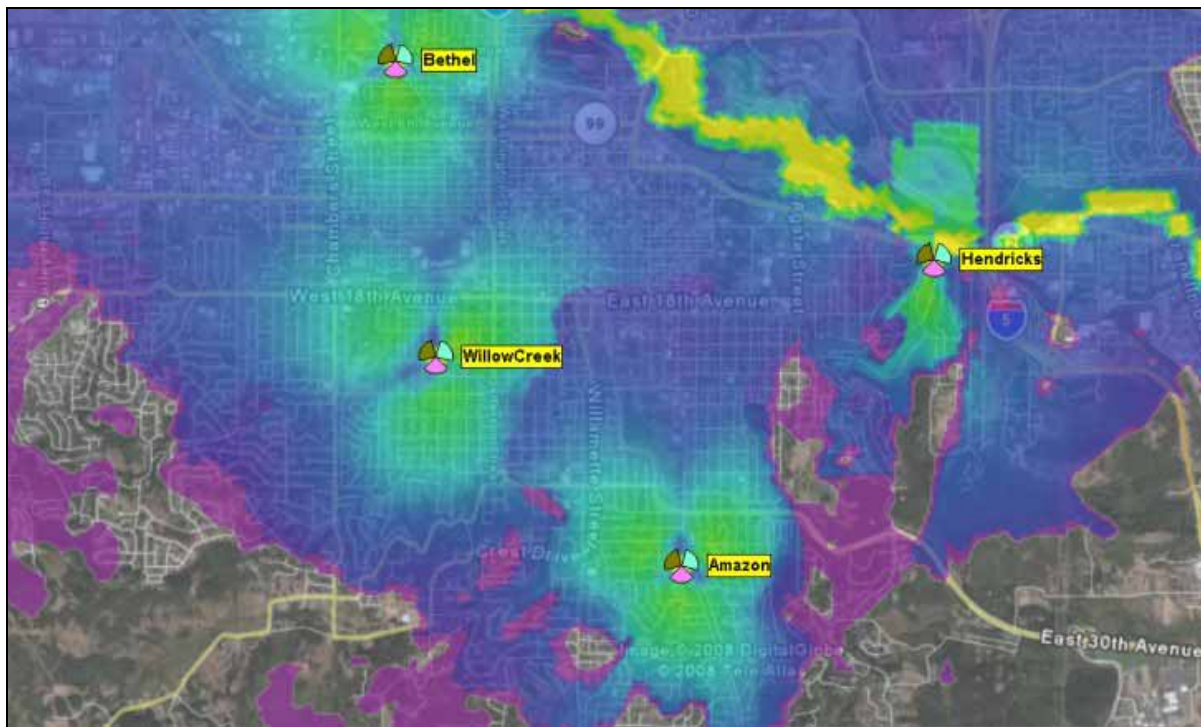 Bethel
99
Chambers Street
Hendricks
Agate Street
West 18th Avenue
East 18th Avenue
5
WillowCreek
Willamette Street
Crest Drive
Amazon
Image © 2008 DigitalGlobe
© 2008 Tele Atlas
East 30th Avenue